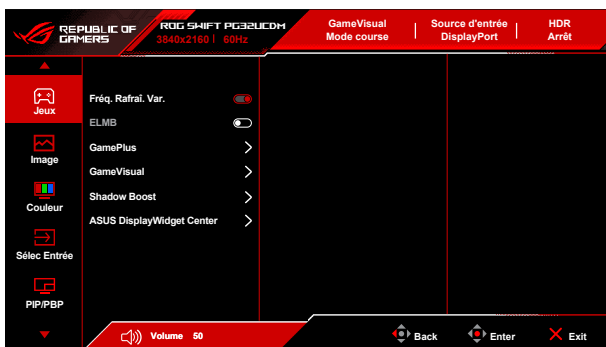 REPUBLIC OF
GAMERS
ROG SWIFT PG32UCDM
3840x2160 | 60Hz
GameVisual
Mode course
Source d'entrée
DisplayPort
HDR
Arrêt
Jeux
Image
Couleur
Sélec Entrée
PIP/PBP
Fréq. Rafraî. Var.
ELMB
GamePlus
GameVisual
Shadow Boost
ASUS DisplayWidget Center
Volume 50
Back
Enter
Exit